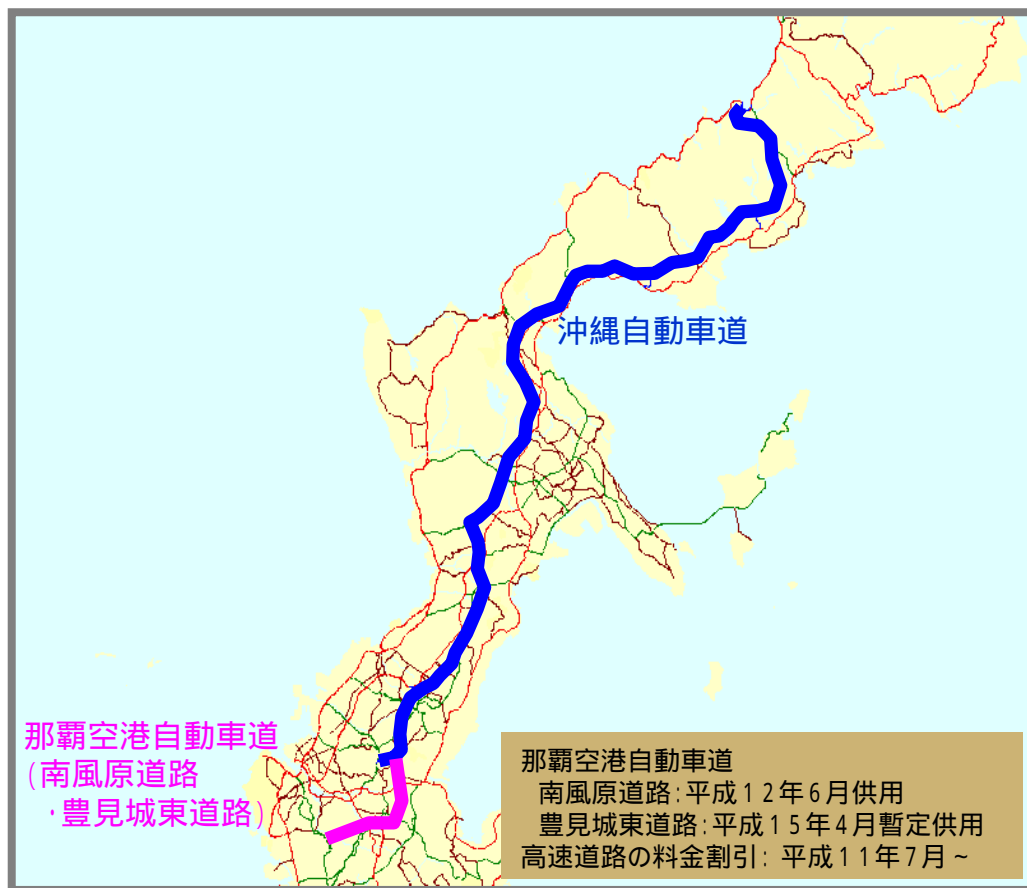 沖縄自動車道
那覇空港自動車道
(南風原道路
・豊見城東道路)
那覇空港自動車道
南風原道路:平成12年6月供用
豊見城東道路:平成15年4月暫定供用
高速道路の料金割引: 平成11年7月~